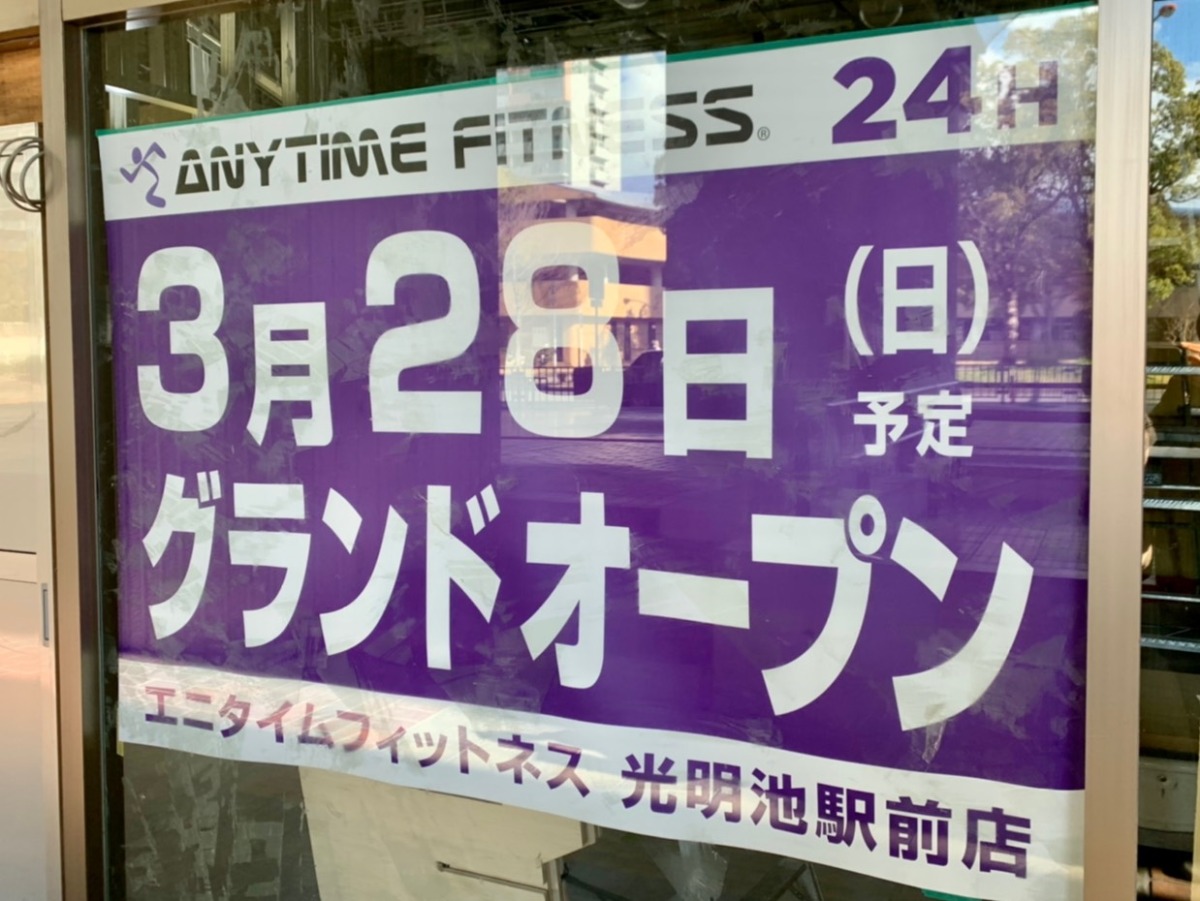 ANYTIME FITNESS® 24H
3月28日(日)予定
グランドオープン
エニタイムフィットネス 光明池駅前店